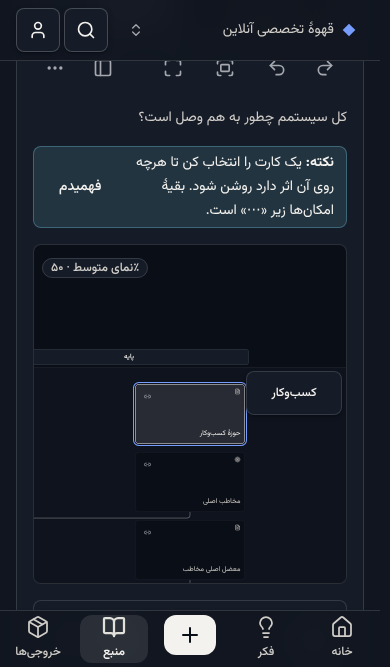 قهوهٔ تخصصی آنلاین
کل سیستمم چطور به هم وصل است؟
نکته: یک کارت را انتخاب کن تا هرچه
روی آن اثر دارد روشن شود. بقیهٔ
امکان‌ها زیر «···» است.
فهمیدم
نمای متوسط · ۵۰٪
پایه
کسب‌وکار
حوزهٔ کسب‌وکار
مخاطب اصلی
معضل اصلی مخاطب
خانه
فکر
منبع
خروجی‌ها